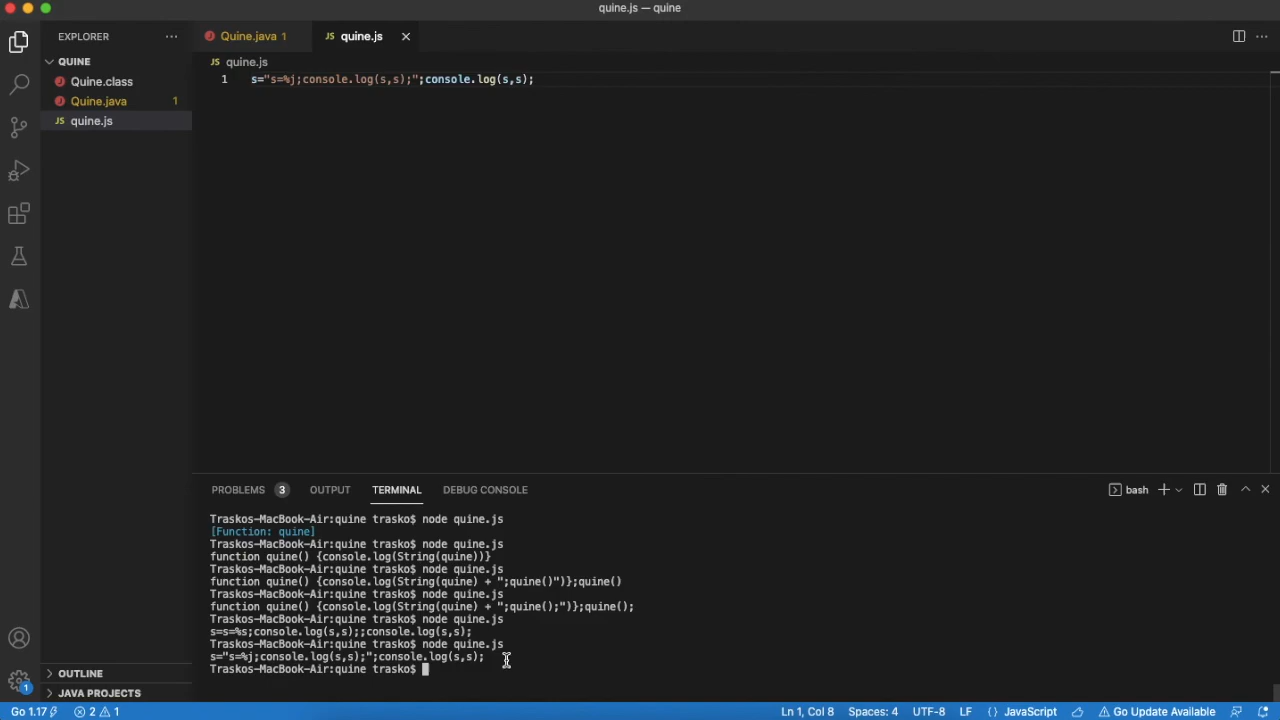 quine.js — quine
EXPLORER
Quine.java 1
JS quine.js
QUINE
JS quine.js
Quine.class
1 s="s=%j;console.log(s,s);";console.log(s,s);
Quine.java 1
JS quine.js
PROBLEMS 3 OUTPUT TERMINAL DEBUG CONSOLE
bash
Traskos-MacBook-Air:quine trasko$ node quine.js
[Function: quine]
Traskos-MacBook-Air:quine trasko$ node quine.js
function quine() {console.log(String(quine))}
Traskos-MacBook-Air:quine trasko$ node quine.js
function quine() {console.log(String(quine) + ";quine()")};quine()
Traskos-MacBook-Air:quine trasko$ node quine.js
function quine() {console.log(String(quine) + ";quine();")};quine();
Traskos-MacBook-Air:quine trasko$ node quine.js
s=s=%s;console.log(s,s);;console.log(s,s);
Traskos-MacBook-Air:quine trasko$ node quine.js
s="s=%j;console.log(s,s);";console.log(s,s);
Traskos-MacBook-Air:quine trasko$
OUTLINE
JAVA PROJECTS
1
Go 1.17 2 1 Ln 1, Col 8 Spaces: 4 UTF-8 LF {} JavaScript Go Update Available